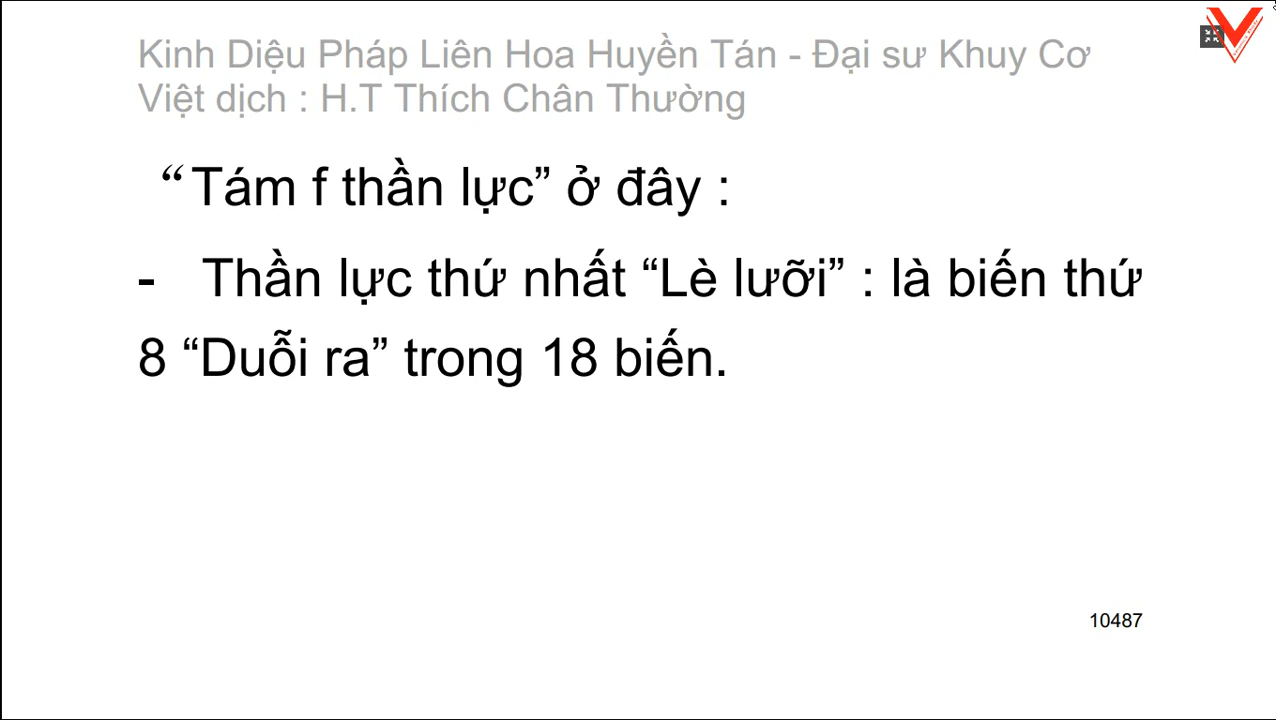 Kinh Diệu Pháp Liên Hoa Huyền Tán - Đại sư Khuy Cơ
Việt dịch : H.T Thích Chân Thường
“Tám f thần lực” ở đây :
- Thần lực thứ nhất “Lè lưỡi” : là biến thứ
8 “Duỗi ra” trong 18 biến.
10487